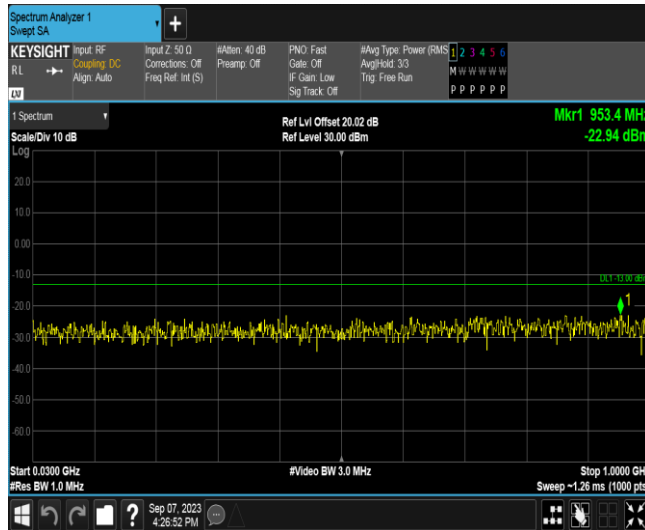 Spectrum Analyzer 1
Swept SA
KEYSIGHT
RL
LXI
Input: RF
Coupling: DC
Align: Auto
Input Z: 50 Ω
Corrections: Off
Freq Ref: Int (S)
#Atten: 40 dB
Preamp: Off
PNO: Fast
Gate: Off
IF Gain: Low
Sig Track: Off
#Avg Type: Power (RMS
Avg|Hold: 3/3
Trig: Free Run
1 2 3 4 5 6
M W W W W W
P P P P P P
1 Spectrum
Scale/Div 10 dB
Log
Ref Lvl Offset 20.02 dB
Ref Level 30.00 dBm
Mkr1 953.4 MHz
-22.94 dBm
20.0
10.0
0.00
-10.0
DL1 -13.00 dBm
1
-20.0
-30.0
-40.0
-50.0
-60.0
Start 0.0300 GHz
#Res BW 1.0 MHz
#Video BW 3.0 MHz
Stop 1.0000 GH
Sweep ~1.26 ms (1000 pts
?
Sep 07, 2023
4:26:52 PM